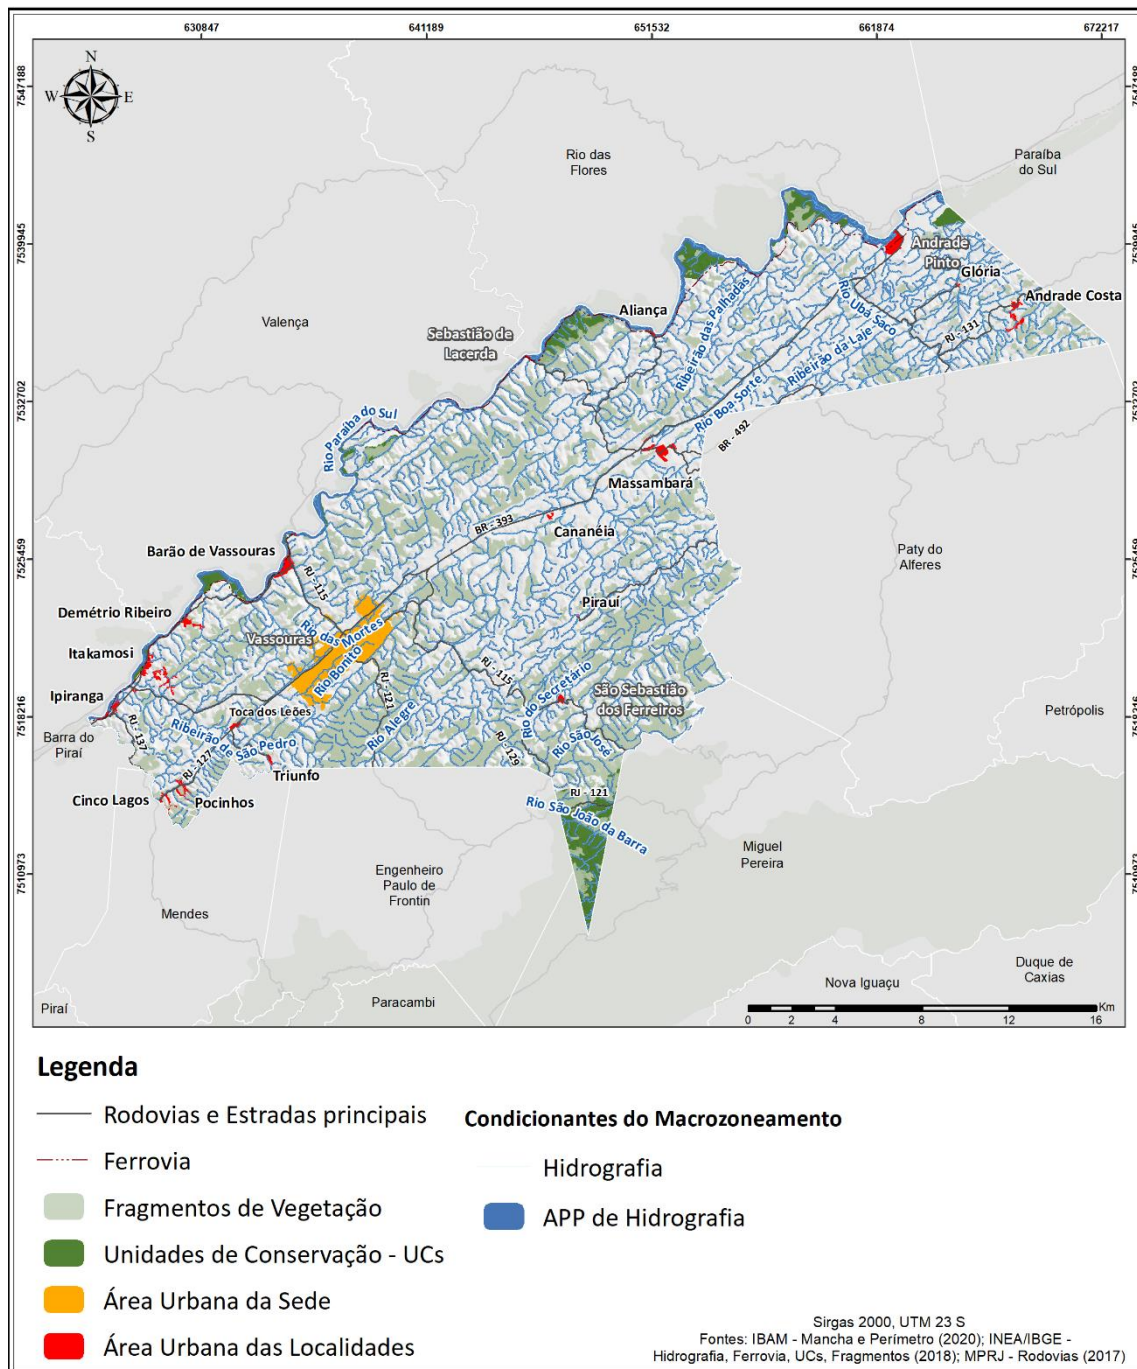 630847
641189
651532
661874
672217
7547188
7547188
N
W
E
S
Rio das
Flores
Paraíba
do Sul
7539945
Andrade
Pinto
Glória
Andrade Costa
Aliança
Valença
Sebastião de
Lacerda
Ribeirão das Palhadas
Rio Ubá Saco
RJ - 131
Ribeirão da Laje
7532702
Rio Boa Sorte
BR - 492
Rio Paraíba do Sul
Massambará
BR - 393
Cananéia
Barão de Vassouras
7525459
Paty do
Alferes
RJ - 115
Demétrio Ribeiro
Pirauí
Rio das Mortes
Vassouras
Itakamosi
Rio Bonito
RJ - 115
Rio do Secretário
RJ - 121
São Sebastião
dos Ferreiros
Ipiranga
7518216
Toca dos Leões
Rio Alegre
Petrópolis
Barra do
Piraí
RJ - 137
Ribeirão de São Pedro
RJ - 129
Rio São José
RJ - 127
Triunfo
Cinco Lagos
Pocinhos
RJ - 121
Rio São João da Barra
Miguel
Pereira
Engenheiro
Paulo de
Frontin
7510973
7510973
Mendes
Duque de
Caxias
Nova Iguaçu
Piraí
Paracambi
Km
0 2 4 8 12 16
Legenda
Rodovias e Estradas principais
Ferrovia
Fragmentos de Vegetação
Unidades de Conservação - UCs
Área Urbana da Sede
Área Urbana das Localidades
Condicionantes do Macrozoneamento
Hidrografia
APP de Hidrografia
Sirgas 2000, UTM 23 S
Fontes: IBAM - Mancha e Perímetro (2020); INEA/IBGE -
Hidrografia, Ferrovia, UCs, Fragmentos (2018); MPRJ - Rodovias (2017)